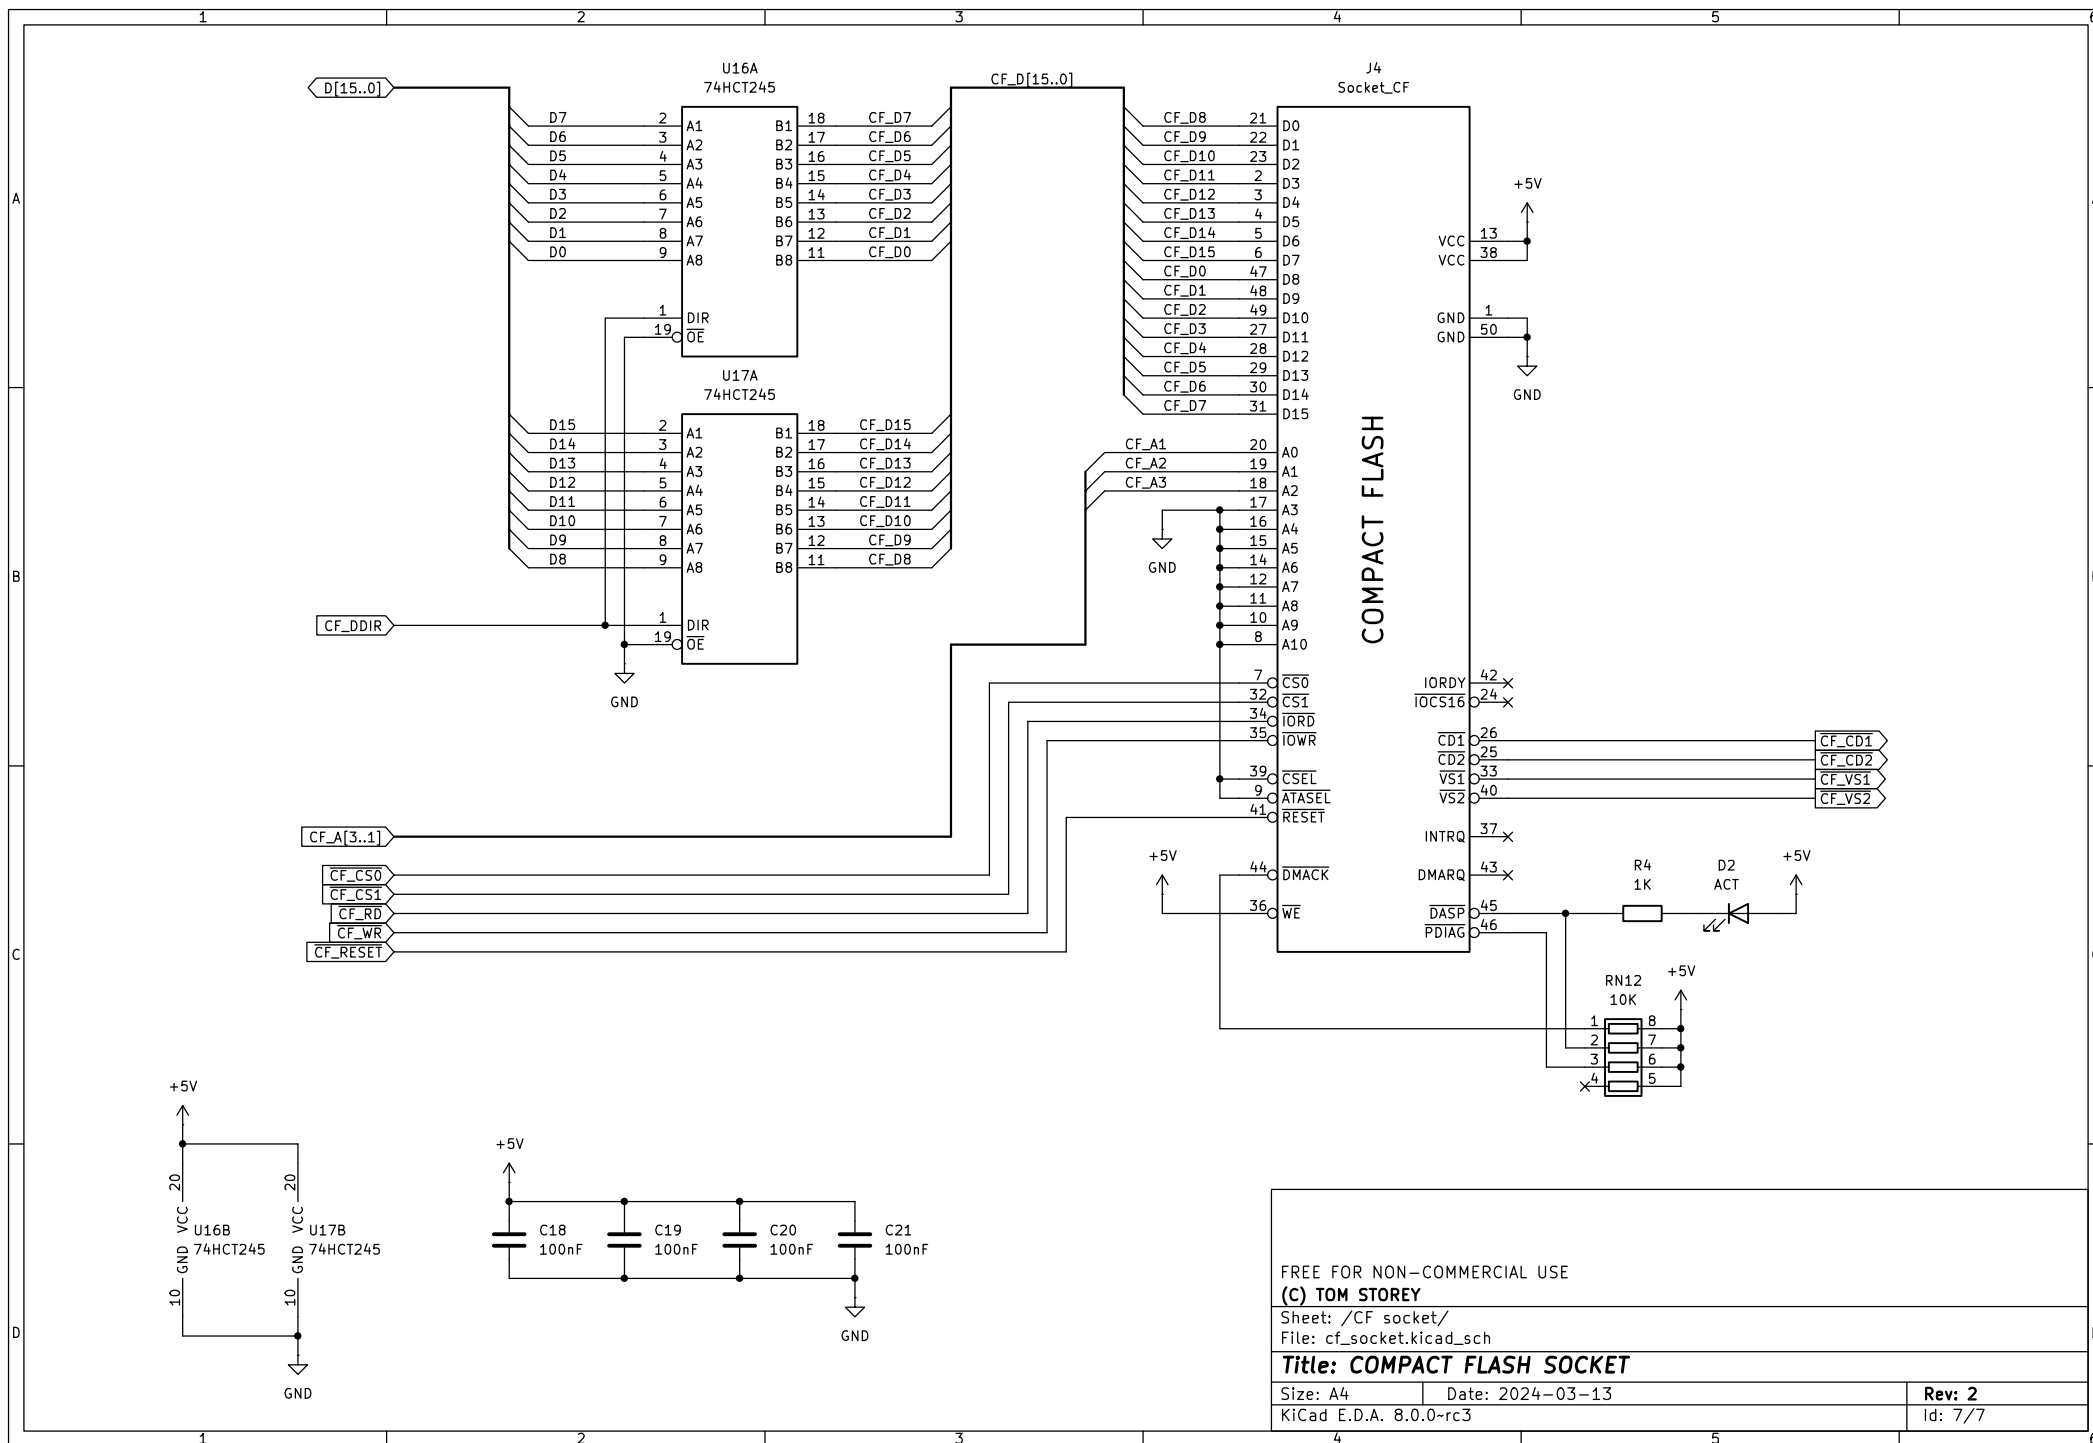 1 2 3 4 5 6
A
B
C
D
D[15..0]
U16A
74HCT245
D7 2 A1 B1 18 CF_D7
D6 3 A2 B2 17 CF_D6
D5 4 A3 B3 16 CF_D5
D4 5 A4 B4 15 CF_D4
D3 6 A5 B5 14 CF_D3
D2 7 A6 B6 13 CF_D2
D1 8 A7 B7 12 CF_D1
D0 9 A8 B8 11 CF_D0
1 DIR
19 OE
U17A
74HCT245
D15 2 A1 B1 18 CF_D15
D14 3 A2 B2 17 CF_D14
D13 4 A3 B3 16 CF_D13
D12 5 A4 B4 15 CF_D12
D11 6 A5 B5 14 CF_D11
D10 7 A6 B6 13 CF_D10
D9 8 A7 B7 12 CF_D9
D8 9 A8 B8 11 CF_D8
CF_DDIR
1 DIR
19 OE
GND
CF_D[15..0]
J4
Socket_CF
CF_D8 21 D0
CF_D9 22 D1
CF_D10 23 D2
CF_D11 2 D3
CF_D12 3 D4
CF_D13 4 D5
CF_D14 5 D6
CF_D15 6 D7
CF_D0 47 D8
CF_D1 48 D9
CF_D2 49 D10
CF_D3 27 D11
CF_D4 28 D12
CF_D5 29 D13
CF_D6 30 D14
CF_D7 31 D15
CF_A1 20 A0
CF_A2 19 A1
CF_A3 18 A2
17 A3
16 A4
15 A5
14 A6
12 A7
11 A8
10 A9
8 A10
GND
7 CS0
32 CS1
34 IORD
35 IOWR
39 CSEL
9 ATASEL
41 RESET
+5V
44 DMACK
36 WE
COMPACT FLASH
+5V
VCC 13
VCC 38
GND 1
GND 50
GND
IORDY 42
IOCS16 24
CD1 26 CF_CD1
CD2 25 CF_CD2
VS1 33 CF_VS1
VS2 40 CF_VS2
INTRQ 37
DMARQ 43
DASP 45
PDIAG 46
R4
1K
D2
ACT
+5V
RN12
10K
+5V
1 8
2 7
3 6
4 5
CF_A[3..1]
CF_CS0
CF_CS1
CF_RD
CF_WR
CF_RESET
+5V
20 20
VCC VCC
GND GND
10 10
U16B
74HCT245
U17B
74HCT245
GND
+5V
C18
100nF
C19
100nF
C20
100nF
C21
100nF
GND
FREE FOR NON-COMMERCIAL USE
(C) TOM STOREY
Sheet: /CF socket/
File: cf_socket.kicad_sch
Title: COMPACT FLASH SOCKET
Size: A4 Date: 2024-03-13 Rev: 2
KiCad E.D.A. 8.0.0~rc3 Id: 7/7
1 2 3 4 5 6